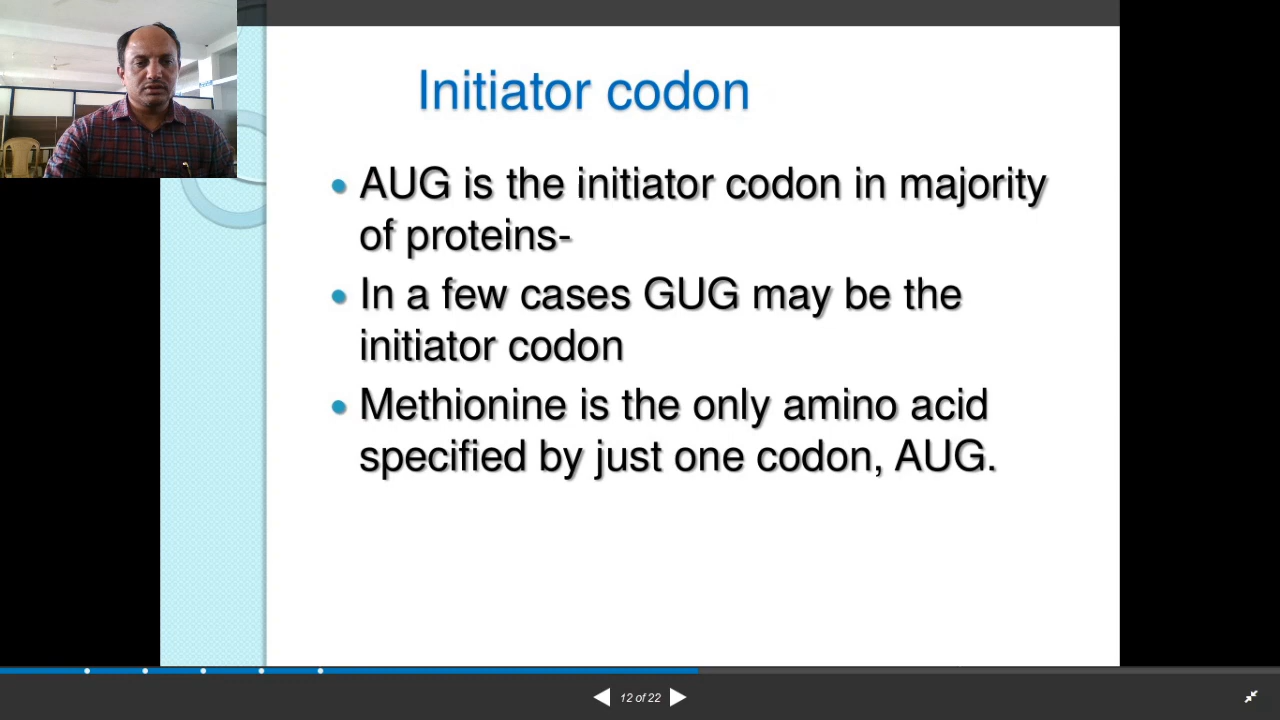 Initiator codon
• AUG is the initiator codon in majority
of proteins-
• In a few cases GUG may be the
initiator codon
• Methionine is the only amino acid
specified by just one codon, AUG.
12 of 22